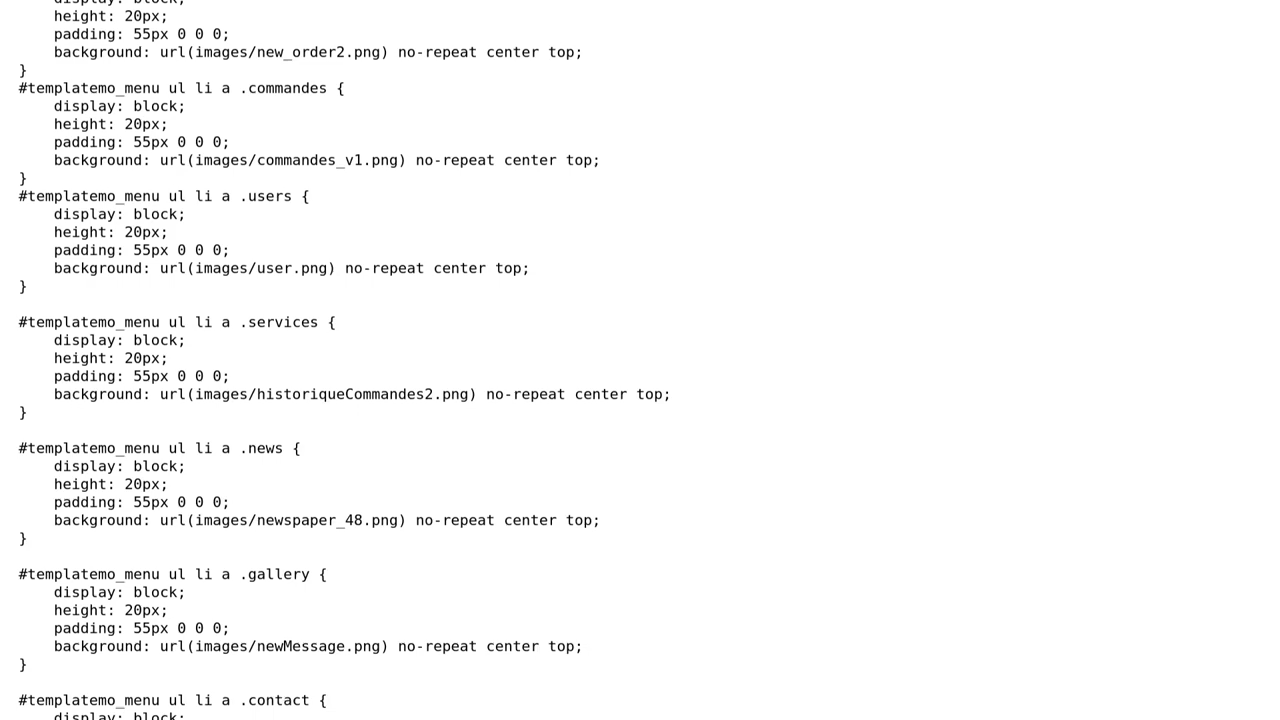 display: block;
    height: 20px;
    padding: 55px 0 0 0;
    background: url(images/new_order2.png) no-repeat center top;
}
#templatemo_menu ul li a .commandes {
    display: block;
    height: 20px;
    padding: 55px 0 0 0;
    background: url(images/commandes_v1.png) no-repeat center top;
}
#templatemo_menu ul li a .users {
    display: block;
    height: 20px;
    padding: 55px 0 0 0;
    background: url(images/user.png) no-repeat center top;
}

#templatemo_menu ul li a .services {
    display: block;
    height: 20px;
    padding: 55px 0 0 0;
    background: url(images/historiqueCommandes2.png) no-repeat center top;
}

#templatemo_menu ul li a .news {
    display: block;
    height: 20px;
    padding: 55px 0 0 0;
    background: url(images/newspaper_48.png) no-repeat center top;
}

#templatemo_menu ul li a .gallery {
    display: block;
    height: 20px;
    padding: 55px 0 0 0;
    background: url(images/newMessage.png) no-repeat center top;
}

#templatemo_menu ul li a .contact {
    display: block;